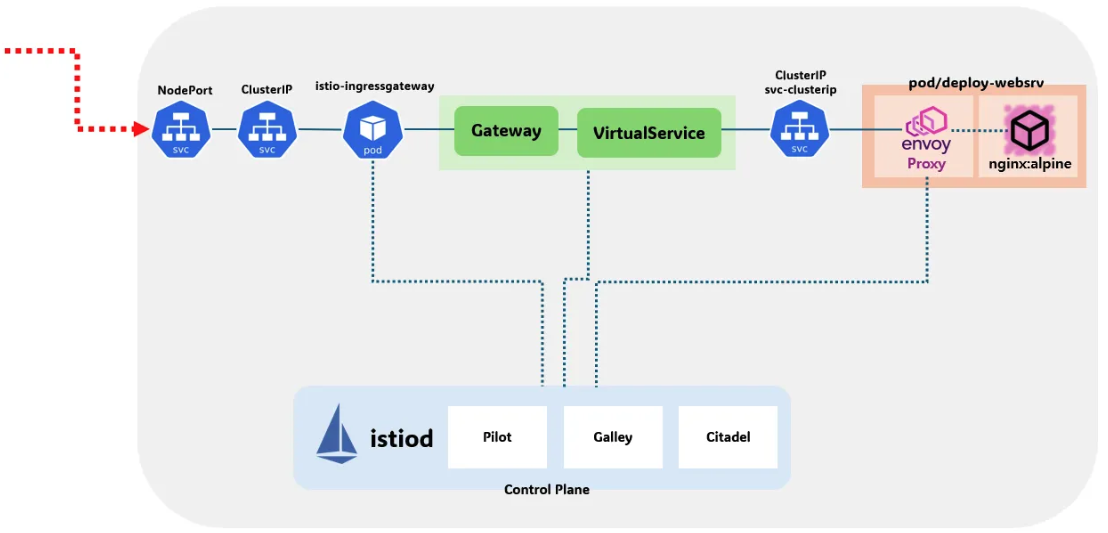 NodePort
svc
ClusterIP
svc
istio-ingressgateway
pod
Gateway
VirtualService
ClusterIP
svc-clusterip
svc
pod/deploy-websrv
envoy
Proxy
nginx:alpine
istiod
Pilot
Galley
Citadel
Control Plane